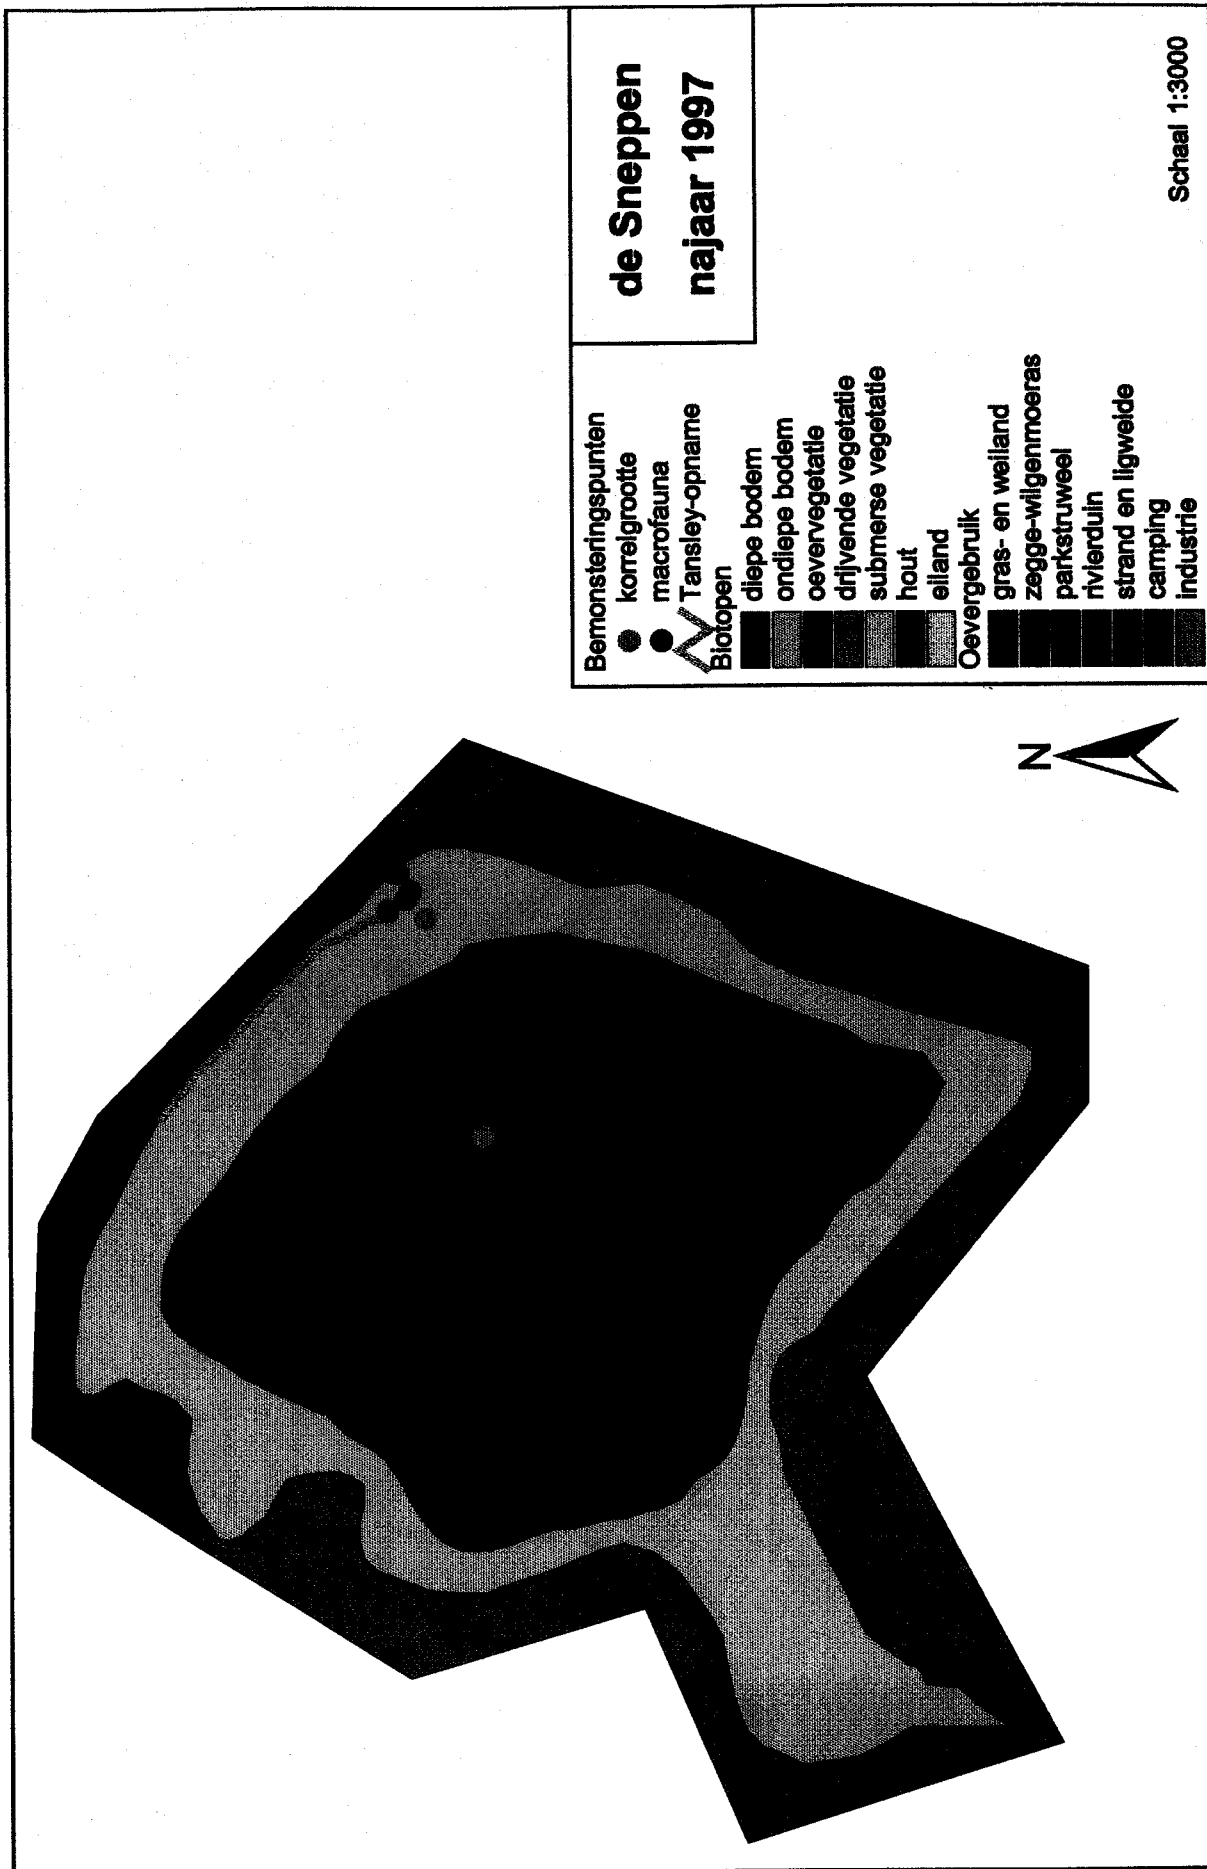 de Sneppen
najaar 1997
Bemonsteringspunten
korrelgrootte
macrofauna
Tansley-opname
Biotopen
diepe bodem
ondiepe bodem
oevervegetatie
drijvende vegetatie
submerse vegetatie
hout
eiland
Oevergebruik
gras- en weiland
zegge-wilgenmoeras
parkstruweel
rivierduin
strand en ligweide
camping
industrie
N
Schaal 1:3000